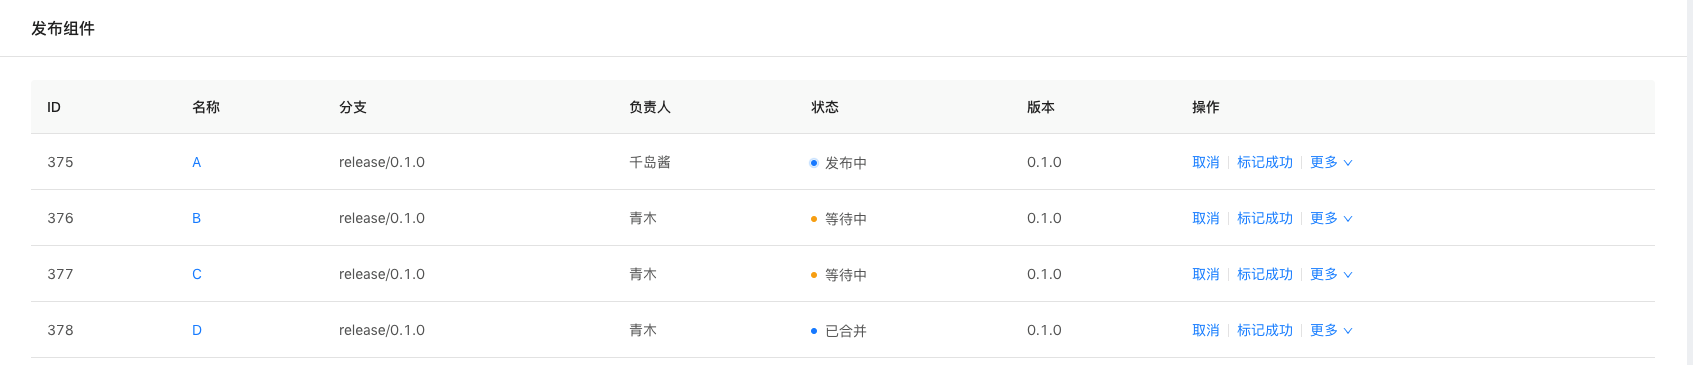 发布组件
ID 名称 分支 负责人 状态 版本 操作
375 A release/0.1.0 千岛酱 发布中 0.1.0 取消 标记成功 更多
376 B release/0.1.0 青木 等待中 0.1.0 取消 标记成功 更多
377 C release/0.1.0 青木 等待中 0.1.0 取消 标记成功 更多
378 D release/0.1.0 青木 已合并 0.1.0 取消 标记成功 更多